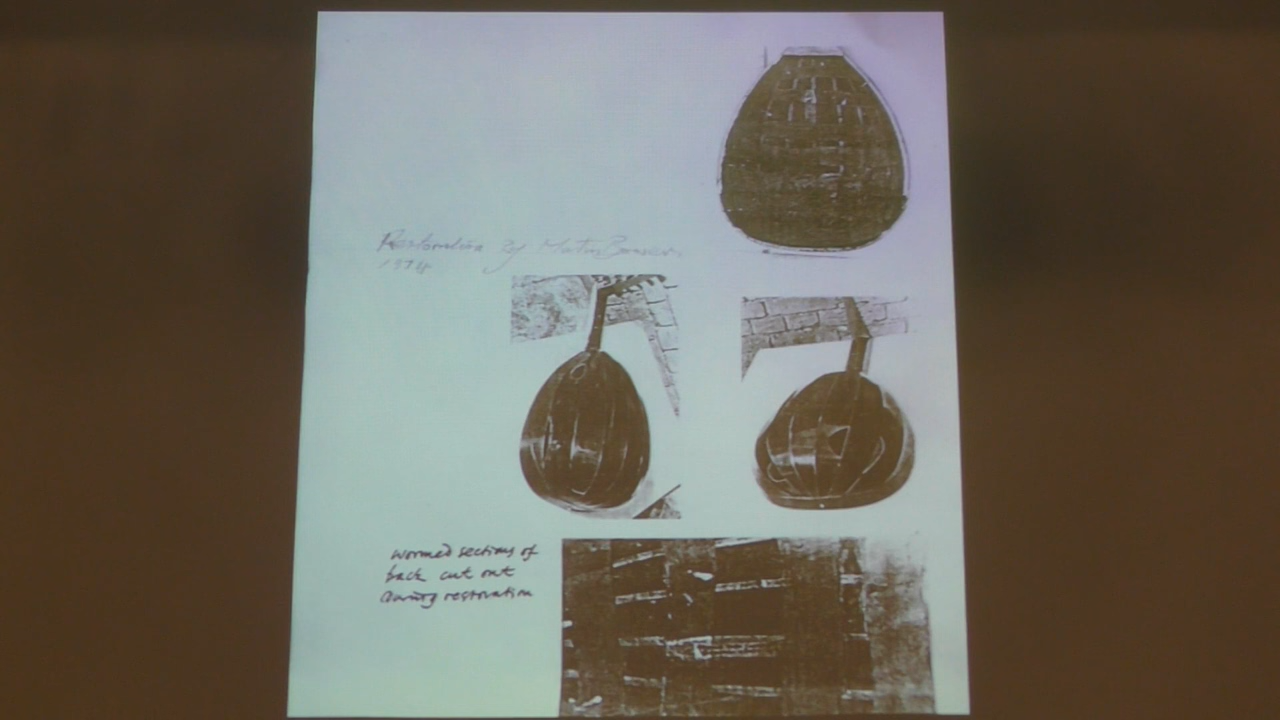 Restoration by Martin
wormed sections of
back cut out
during restoration